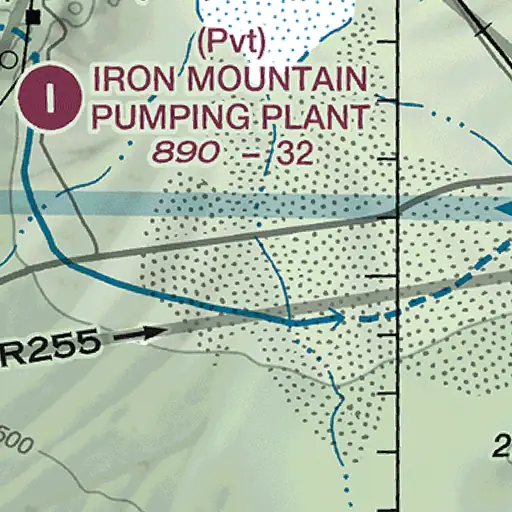 (Pvt)
I IRON MOUNTAIN
PUMPING PLANT
890 - 32
R255
500
2